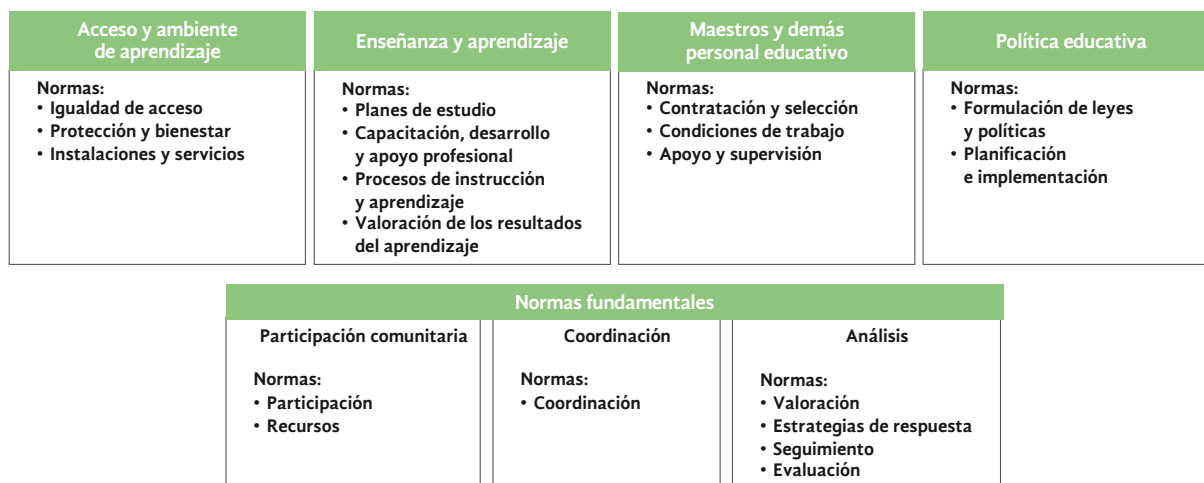 Acceso y ambiente
de aprendizaje
Normas:
• Igualdad de acceso
• Protección y bienestar
• Instalaciones y servicios
Enseñanza y aprendizaje
Normas:
• Planes de estudio
• Capacitación, desarrollo
y apoyo profesional
• Procesos de instrucción
y aprendizaje
• Valoración de los resultados
del aprendizaje
Maestros y demás
personal educativo
Normas:
• Contratación y selección
• Condiciones de trabajo
• Apoyo y supervisión
Política educativa
Normas:
• Formulación de leyes
y políticas
• Planificación
e implementación
Normas fundamentales
Participación comunitaria
Normas:
• Participación
• Recursos
Coordinación
Normas:
• Coordinación
Análisis
Normas:
• Valoración
• Estrategias de respuesta
• Seguimiento
• Evaluación